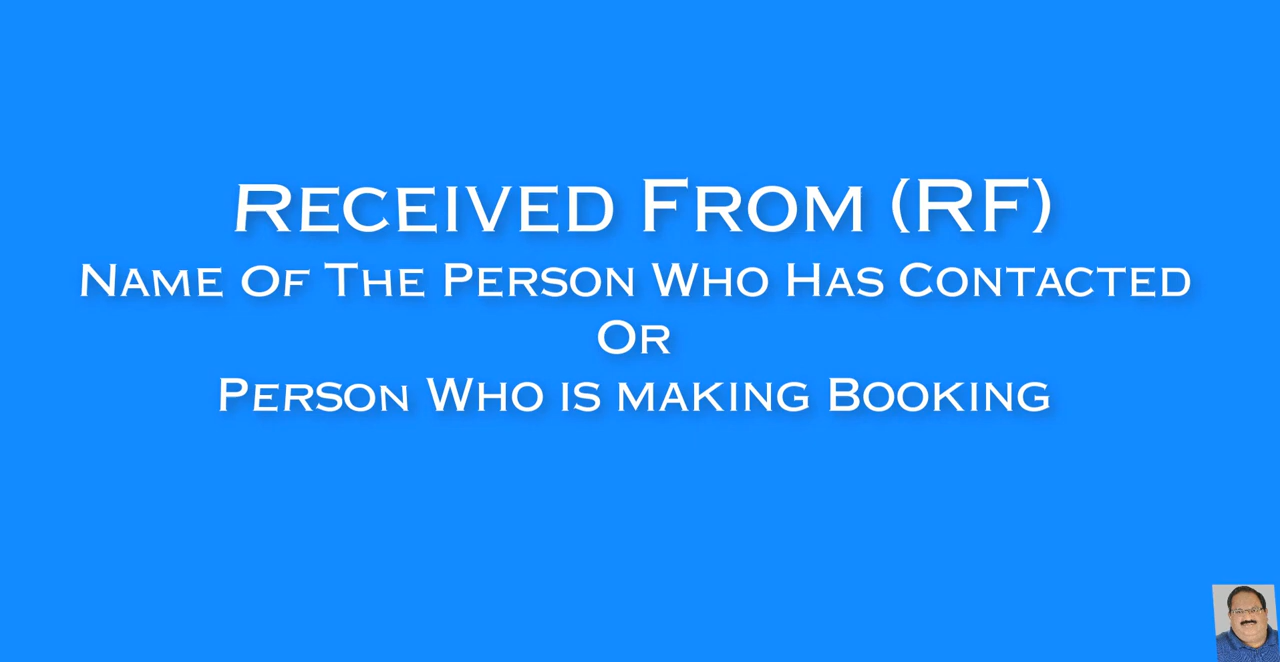 Received From (RF)
Name Of The Person Who Has Contacted
Or
Person Who is making Booking